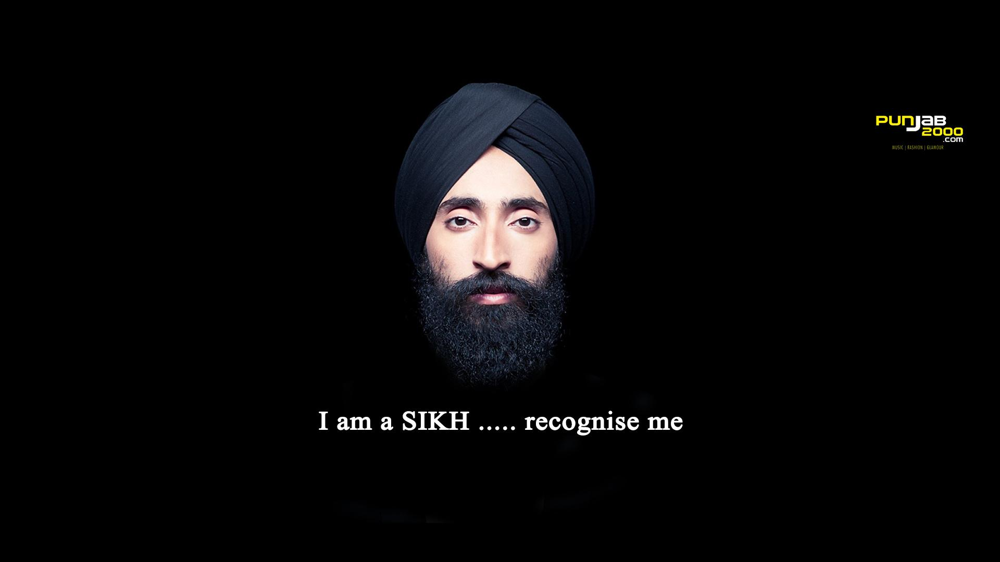 PUNJAB
2000
.COM
MUSIC | FASHION | GLAMOUR
I am a SIKH ..... recognise me